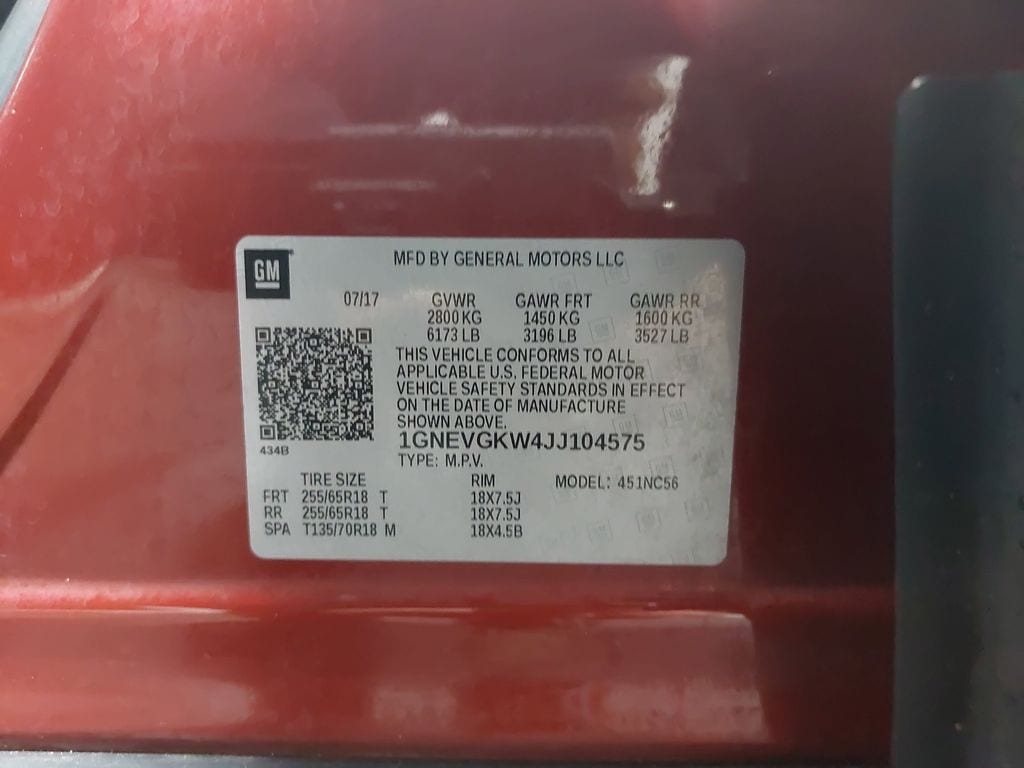 GM
MFD BY GENERAL MOTORS LLC
07/17 GVWR GAWR FRT GAWR RR
2800 KG 1450 KG 1600 KG
6173 LB 3196 LB 3527 LB
THIS VEHICLE CONFORMS TO ALL
APPLICABLE U.S. FEDERAL MOTOR
VEHICLE SAFETY STANDARDS IN EFFECT
ON THE DATE OF MANUFACTURE
SHOWN ABOVE.
434B
1GNEVGKW4JJ104575
TYPE: M.P.V.
TIRE SIZE RIM MODEL: 451NC56
FRT 255/65R18 T 18X7.5J
RR 255/65R18 T 18X7.5J
SPA T135/70R18 M 18X4.5B